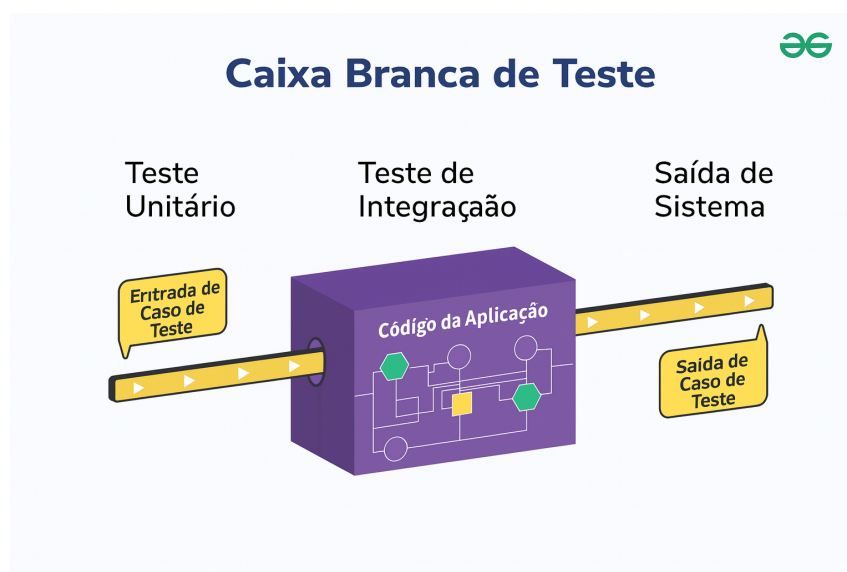 Caixa Branca de Teste
Teste
Unitário
Teste de
Integraçaão
Saída de
Sistema
Eritrada de
Caso de
Teste
Códígo da Aplicação
Saida de
Caso de
Teste